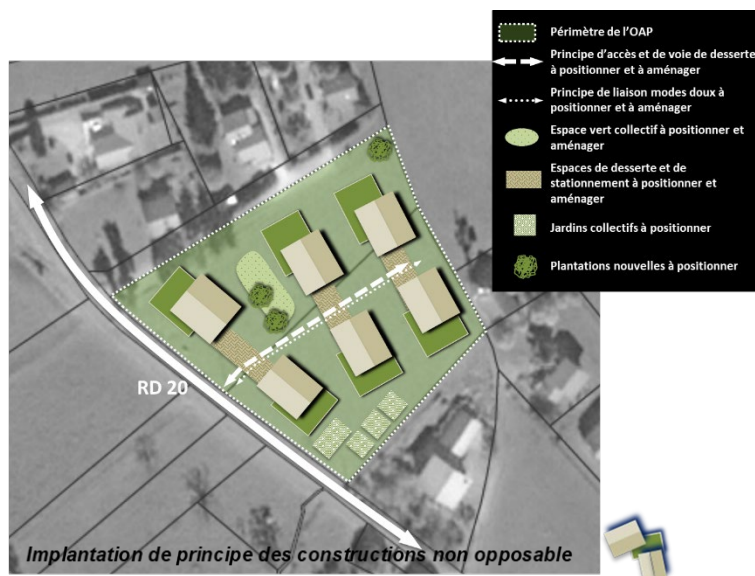 Périmètre de l'OAP
Principe d'accès et de voie de desserte
à positionner et à aménager
Principe de liaison modes doux à
positionner et à aménager
Espace vert collectif à positionner et
aménager
Espaces de desserte et de
stationnement à positionner et
aménager
Jardins collectifs à positionner
Plantations nouvelles à positionner
RD 20
Implantation de principe des constructions non opposable